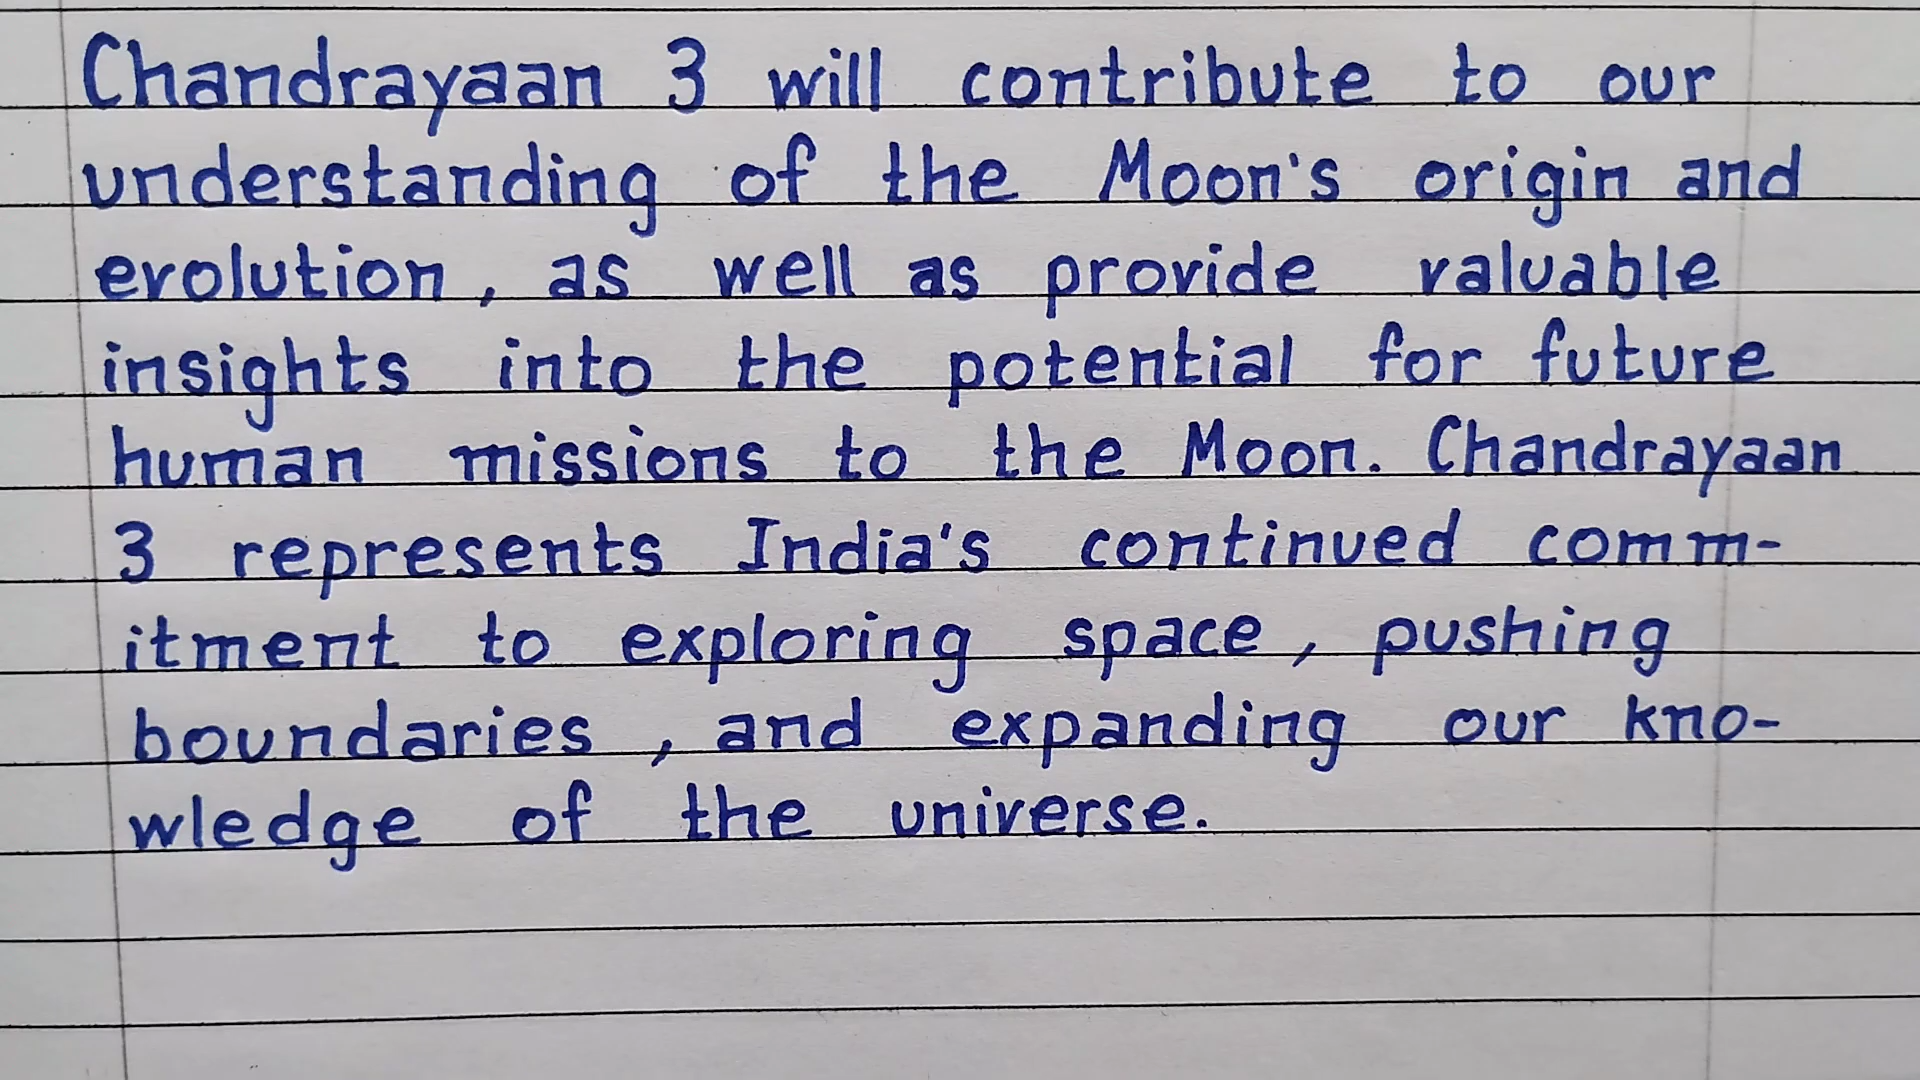 Chandrayaan 3 will contribute to our
understanding of the Moon's origin and
evolution, as well as provide valuable
insights into the potential for future
human missions to the Moon. Chandrayaan
3 represents India's continued comm-
itment to exploring space, pushing
boundaries, and expanding our kno-
wledge of the universe.